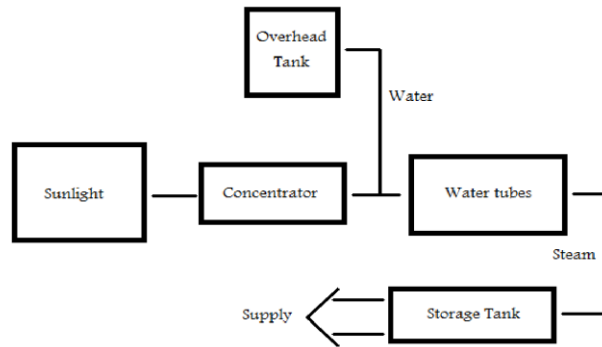 Overhead
Tank
Water
Sunlight
Concentrator
Water tubes
Steam
Supply
Storage Tank